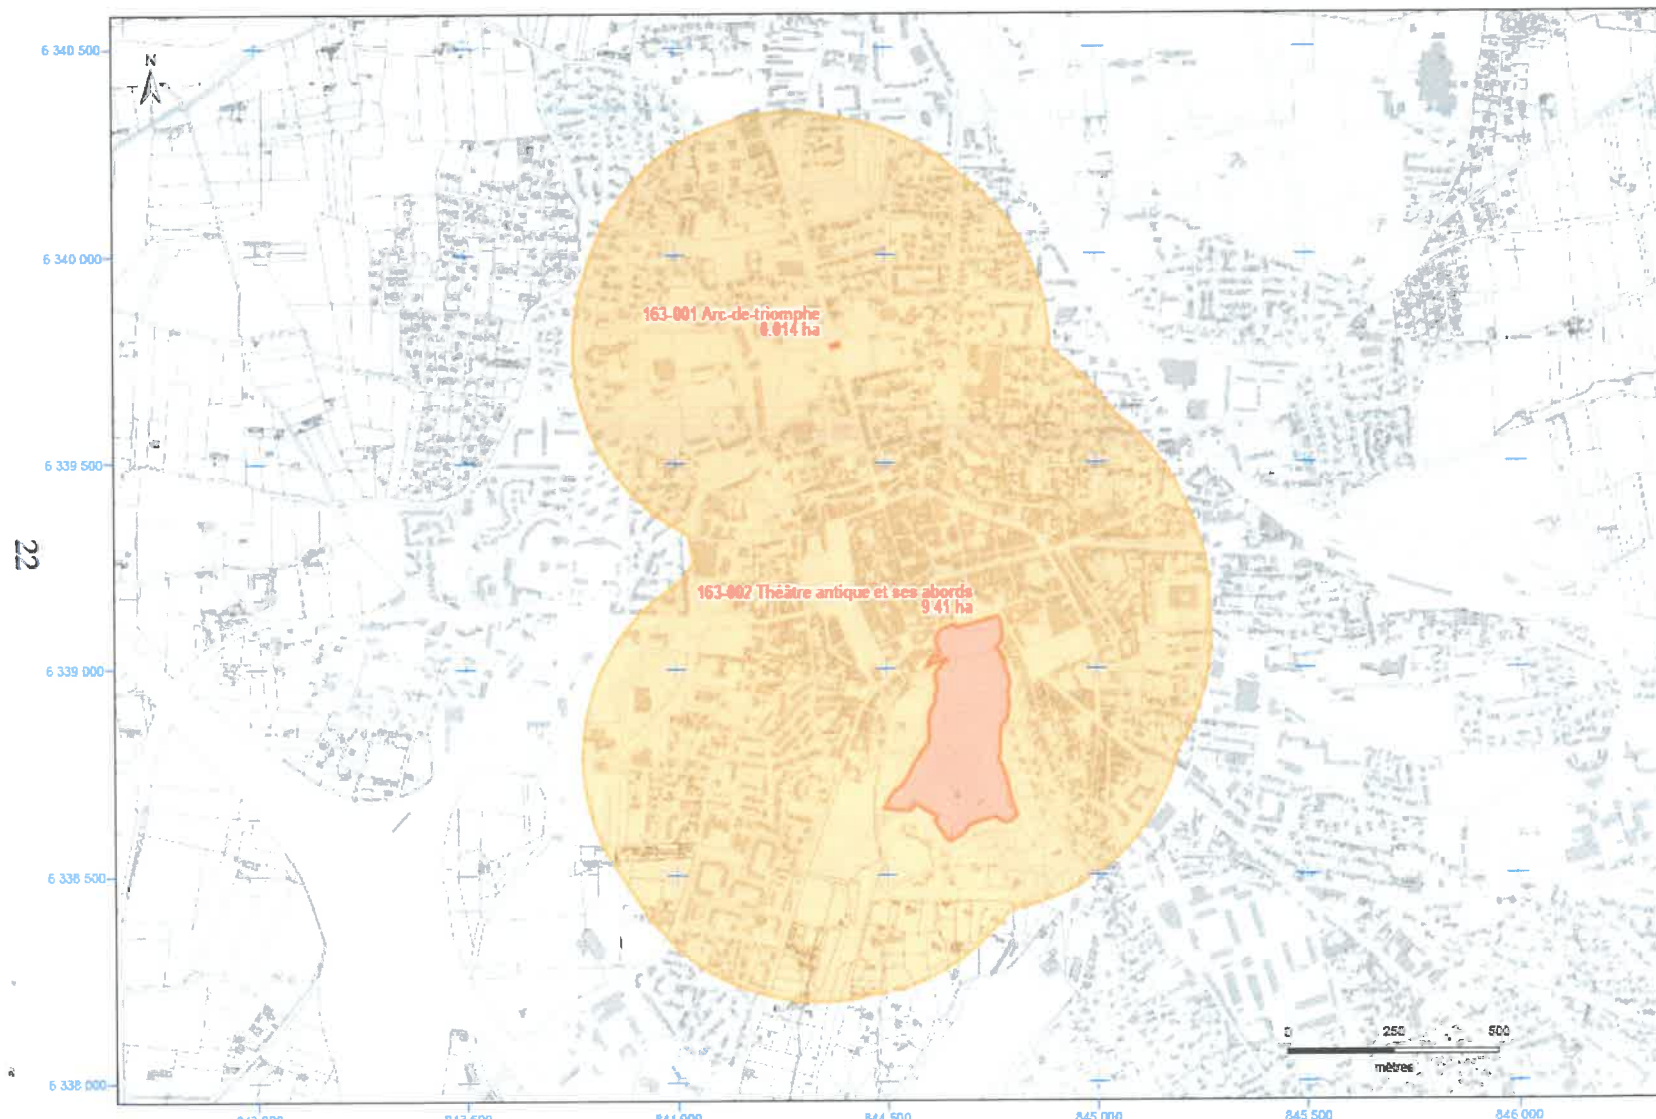 6 340 500
N
6 340 000
163-001 Arc-de-triomphe
0.014 ha
6 339 500
22
163-002 Théâtre antique et ses abords
9.41 ha
6 339 000
6 338 500
0 250 500
mètres
6 338 000
844 000 844 500 845 000 845 500 846 000